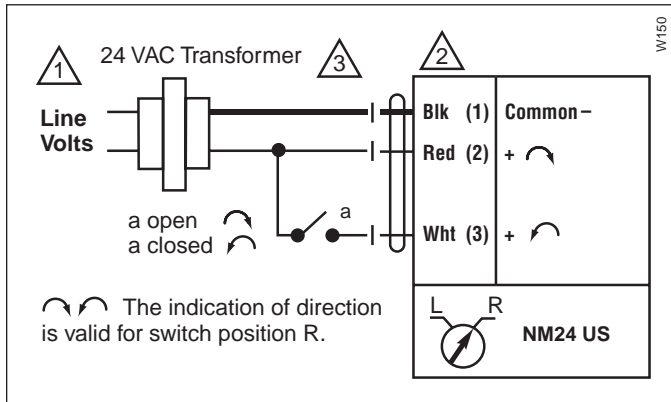 W150
1 24 VAC Transformer 3 2
Line
Volts
Blk (1) Common –
Red (2) +
a open
a closed
a
Wht (3) +
The indication of direction
is valid for switch position R.
L R
NM24 US